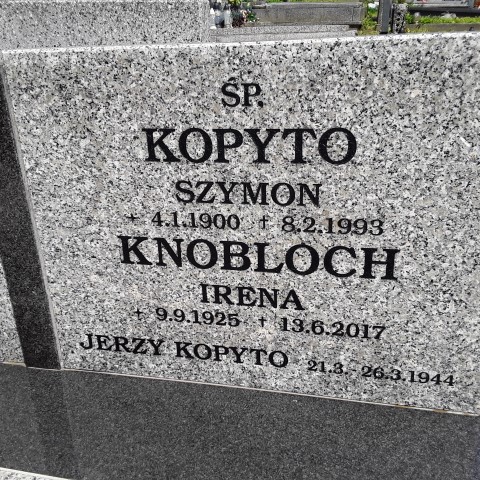 ŚP.
KOPYTO
SZYMON
+ 4.1.1900 † 8.2.1993
KNOBLOCH
IRENA
+ 9.9.1925 † 13.6.2017
JERZY KOPYTO 21.3.- 26.3.1944